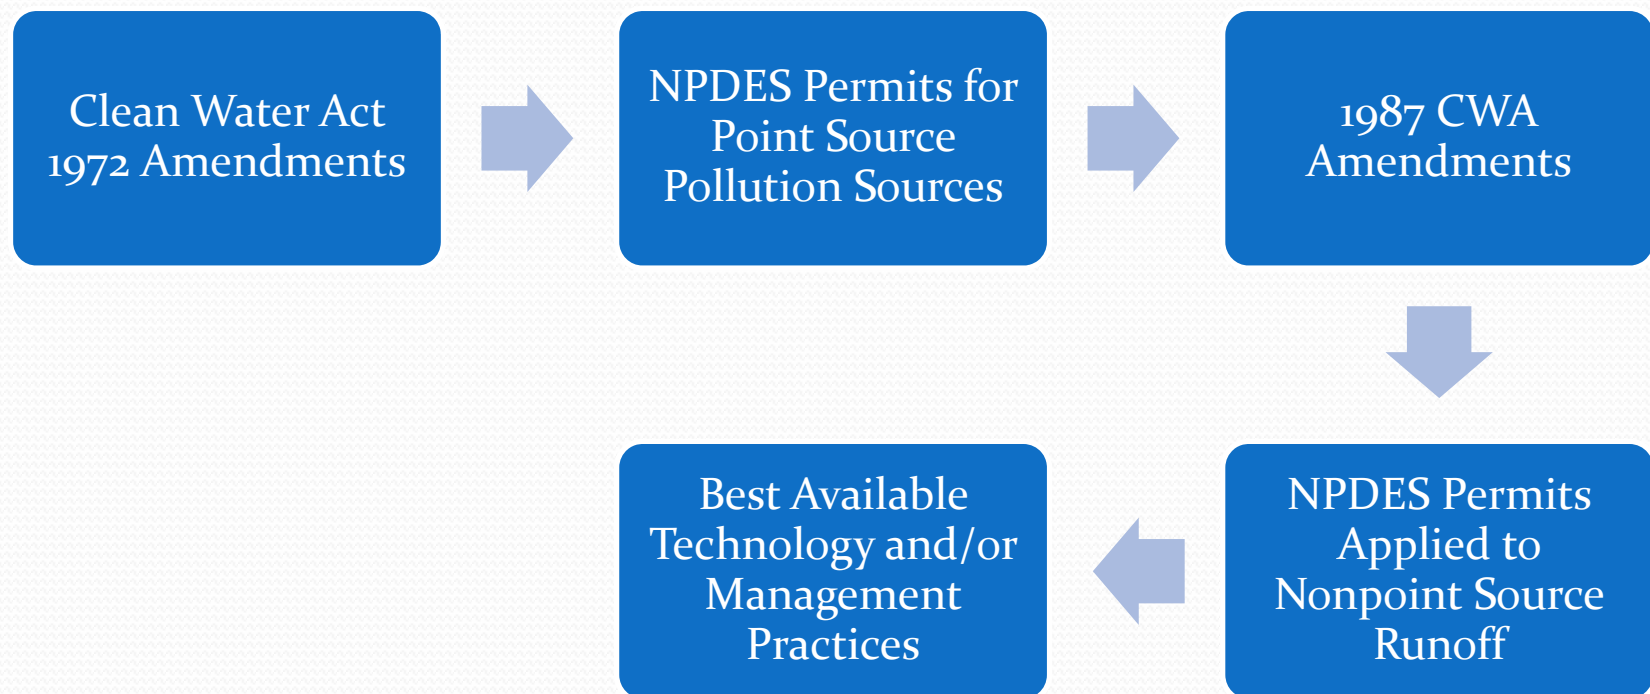 Clean Water Act
1972 Amendments
NPDES Permits for
Point Source
Pollution Sources
1987 CWA
Amendments
NPDES Permits
Applied to
Nonpoint Source
Runoff
Best Available
Technology and/or
Management
Practices